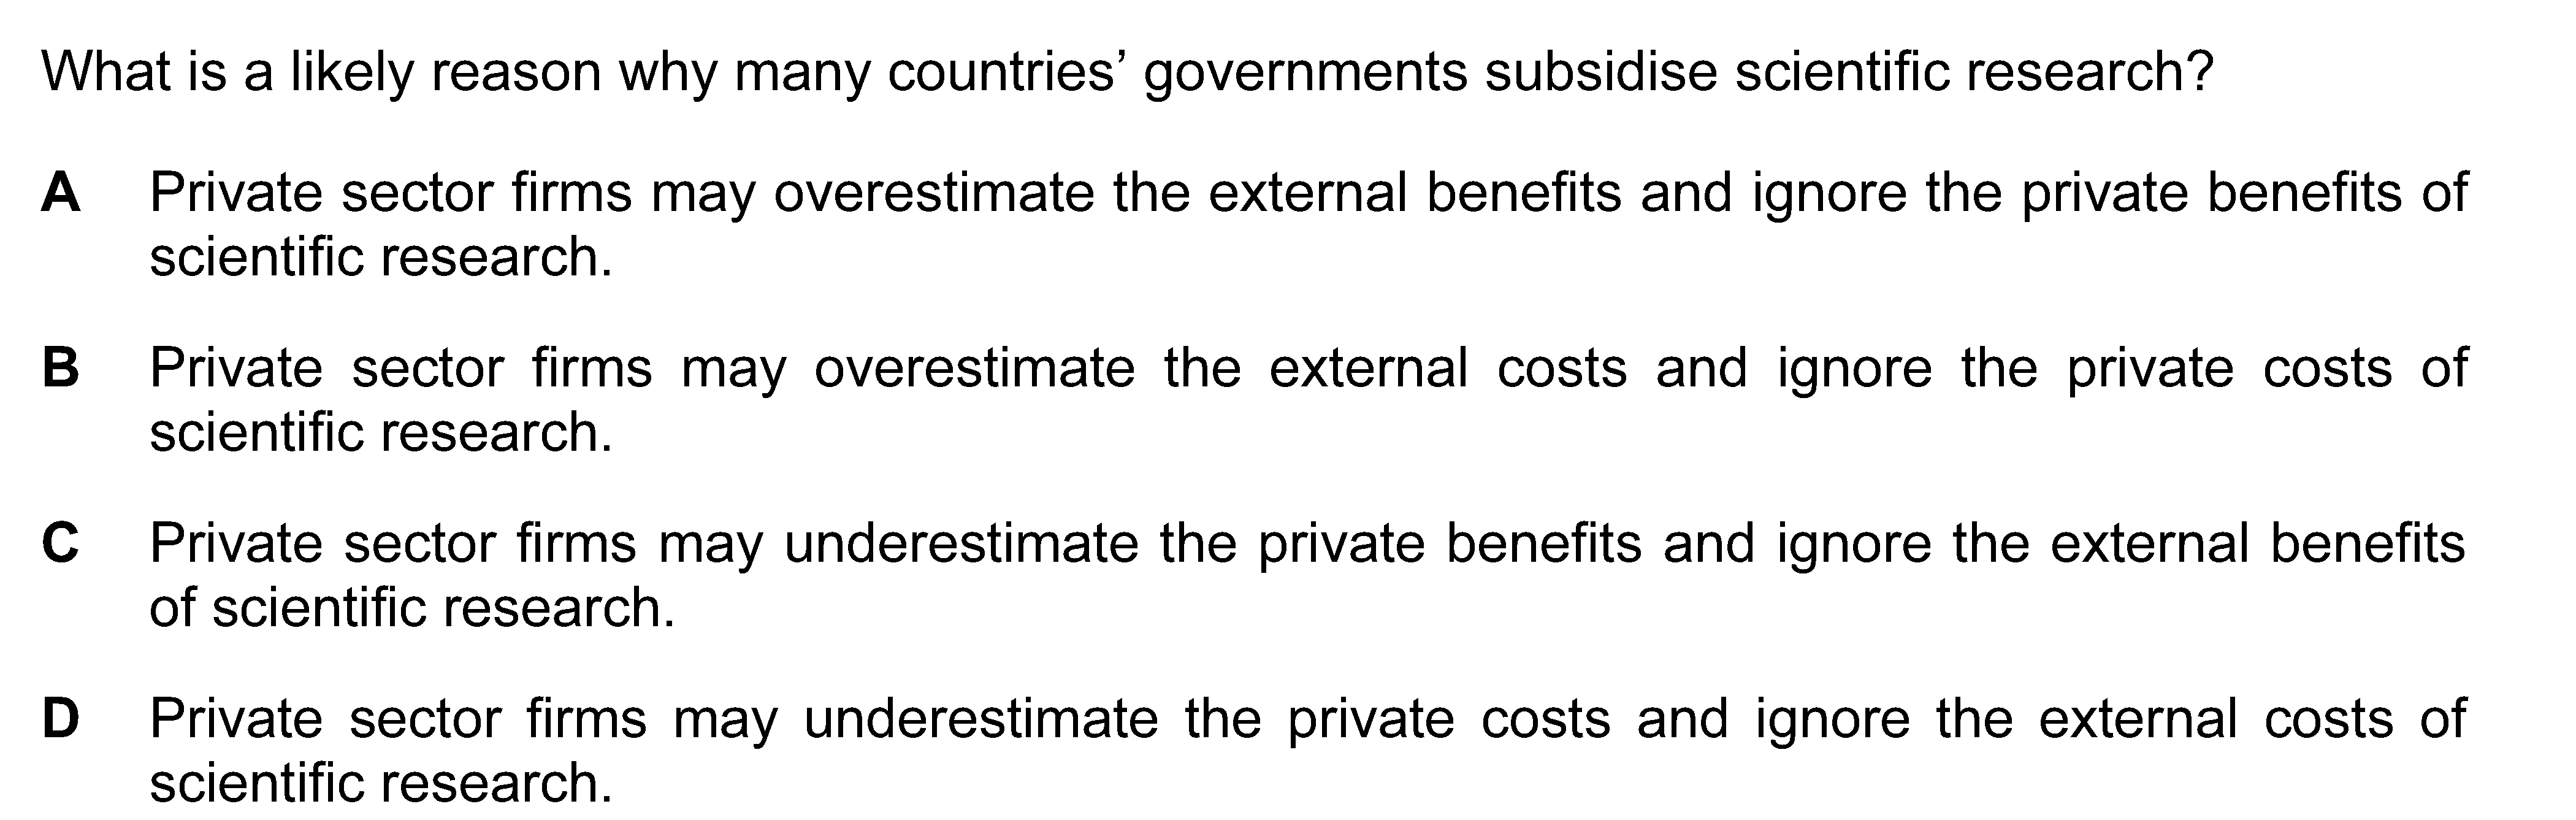 What is a likely reason why many countries’ governments subsidise scientific research?
A Private sector firms may overestimate the external benefits and ignore the private benefits of
scientific research.
B Private sector firms may overestimate the external costs and ignore the private costs of
scientific research.
C Private sector firms may underestimate the private benefits and ignore the external benefits
of scientific research.
D Private sector firms may underestimate the private costs and ignore the external costs of
scientific research.